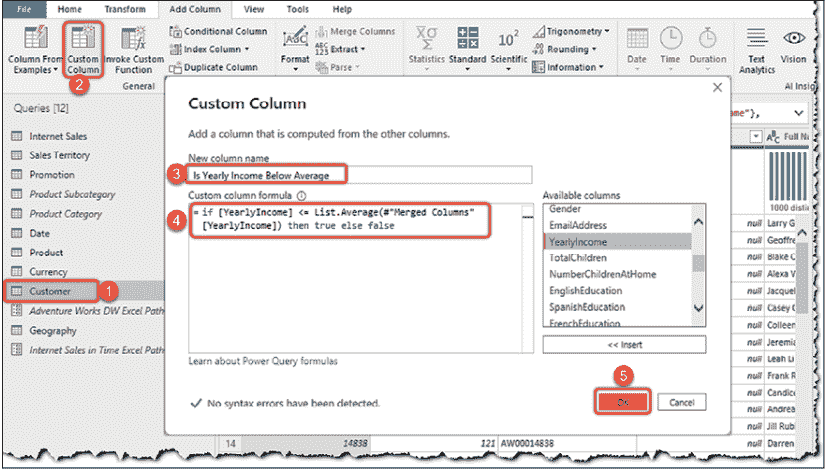 File Home Transform Add Column View Tools Help
Column From Examples
Custom Column
Invoke Custom Function
Conditional Column
Index Column
Duplicate Column
General
Format
Merge Columns
Extract
Parse
Statistics
Standard
Scientific
Trigonometry
Rounding
Information
Date
Time
Duration
Text Analytics
Vision
AI Insig
2
Queries [12]
Internet Sales
Sales Territory
Promotion
Product Subcategory
Product Category
Date
Product
Currency
Customer
1
Adventure Works DW Excel Path
Geography
Internet Sales in Time Excel Path
Custom Column
Add a column that is computed from the other columns.
New column name
3
Is Yearly Income Below Average
Custom column formula
4
= if [YearlyIncome] <= List.Average(#"Merged Columns"
[YearlyIncome]) then true else false
Available columns
Gender
EmailAddress
YearlyIncome
TotalChildren
NumberChildrenAtHome
EnglishEducation
SpanishEducation
FrenchEducation
<< Insert
Learn about Power Query formulas
No syntax errors have been detected.
5
Cancel
ame"},
ABC Full Na
1000 distin
null Larry G
null Geoffre
null Blake C
null Alexa V
null Jacquel
null Casey G
null Colleen
null Jeremia
null Leah Li
null Frank R
null Candice
null Andrea
null Jill Rub
14 14838 121 AW00014838 null Darren